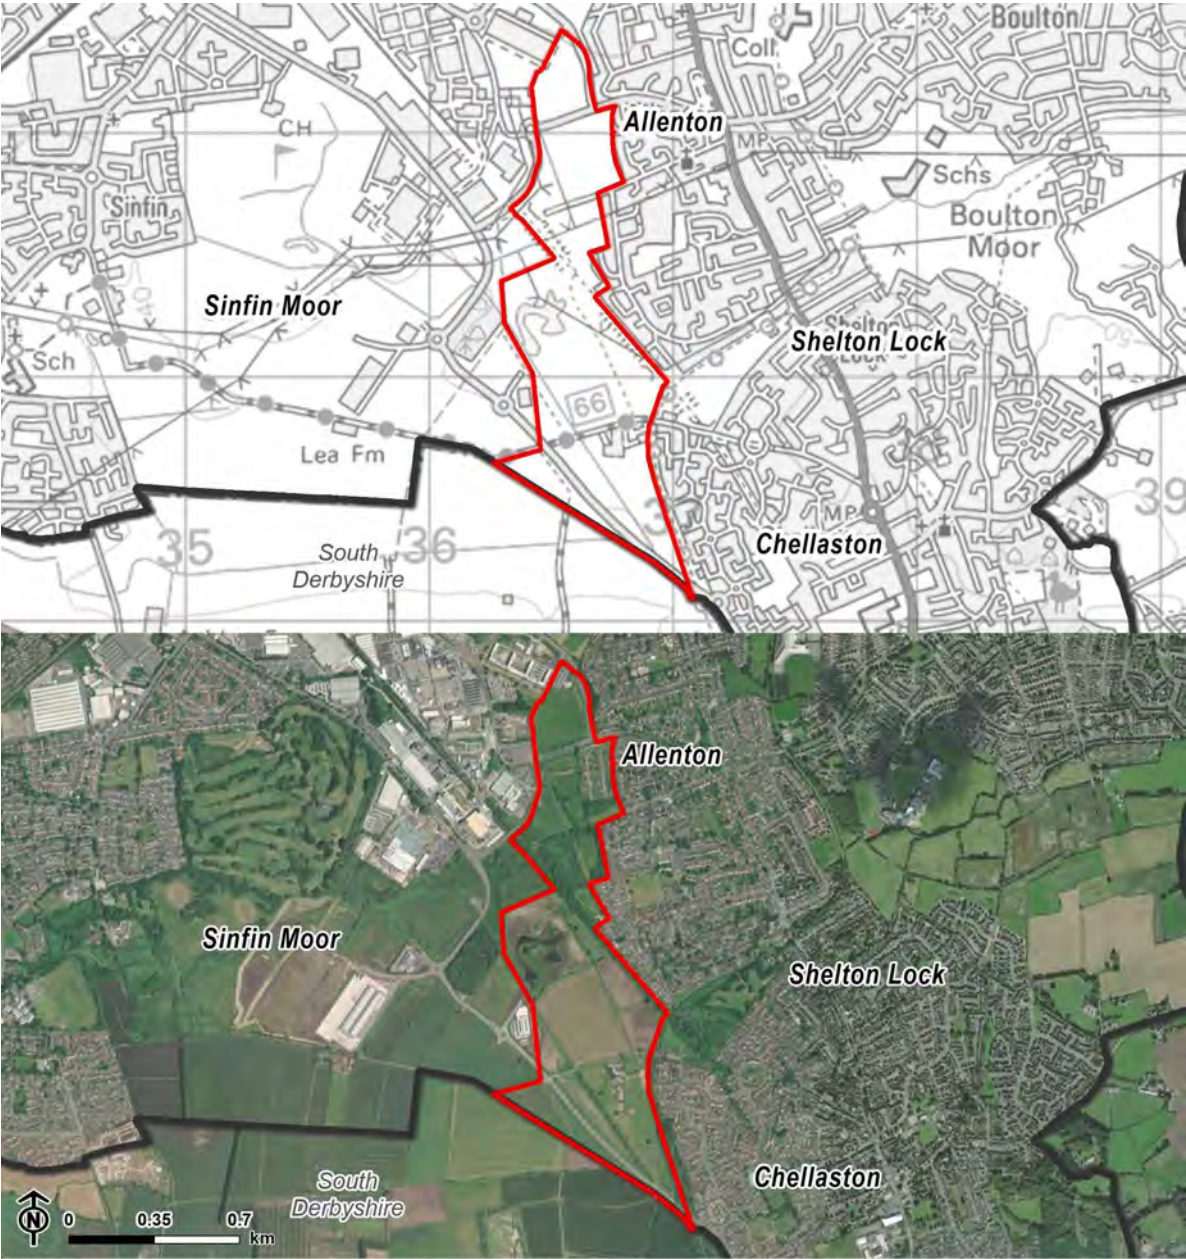 Boulton
Coll
Allenton
CH
MP
Schs
Sinfin
Boulton
Moor
Sinfin Moor
Shelton
Lock
Shelton Lock
Sch
66
Lea Fm
MP
39
Chellaston
35
36
South
Derbyshire
Allenton
Sinfin Moor
Shelton Lock
Chellaston
South
Derbyshire
N
0 0.35 0.7
km